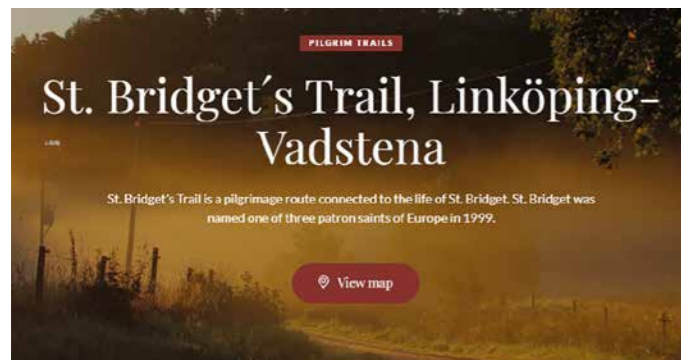 PILGRIM TRAILS
St. Bridget´s Trail, Linköping-
Vadstena
St. Bridget's Trail is a pilgrimage route connected to the life of St. Bridget. St. Bridget was
named one of three patron saints of Europe in 1999.
View map